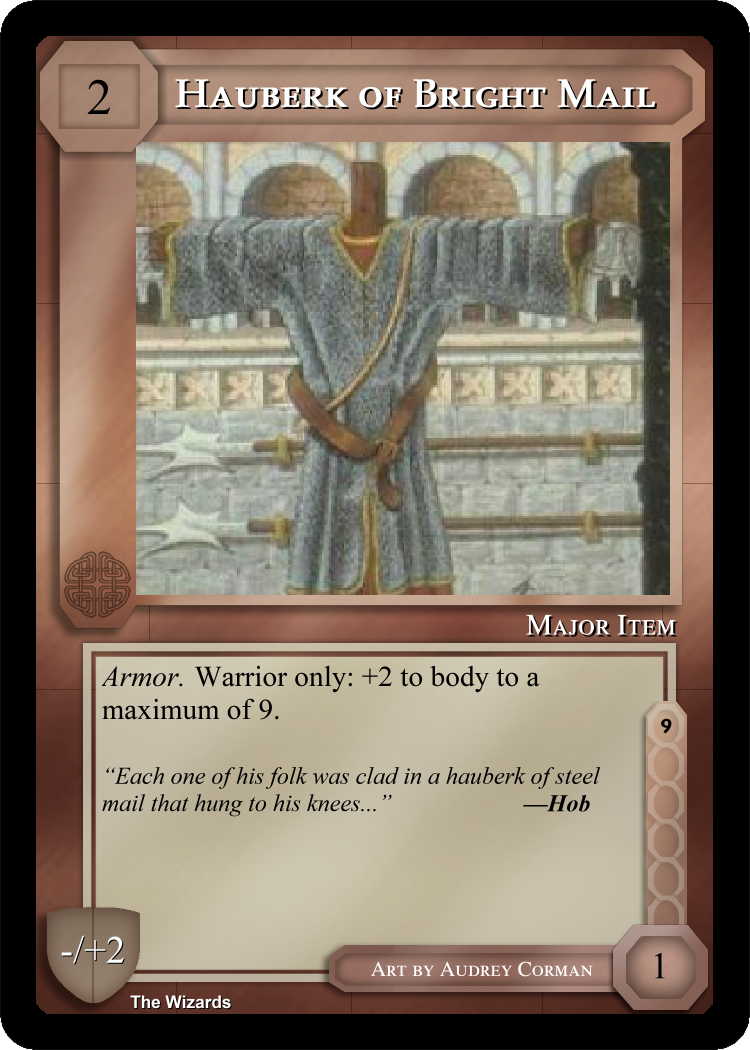 2
Hauberk of Bright Mail
Major Item
Armor. Warrior only: +2 to body to a
maximum of 9.
9
“Each one of his folk was clad in a hauberk of steel
mail that hung to his knees...” —Hob
-/+2
Art by Audrey Corman
1
The Wizards